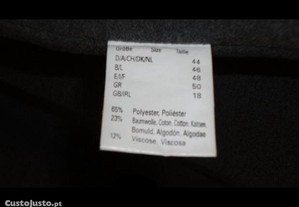 Größe Size Taille
D/A/CH/DK/NL 44
B/L 46
E/I/F 48
GR 50
GB/IRL 18
65% Polyester, Poliéster
23% Baumwolle, Coton, Cotton, Katoen,
Bomuld, Algodón, Algodao
12% Viscose, Viscosa
CustoJusto.pt